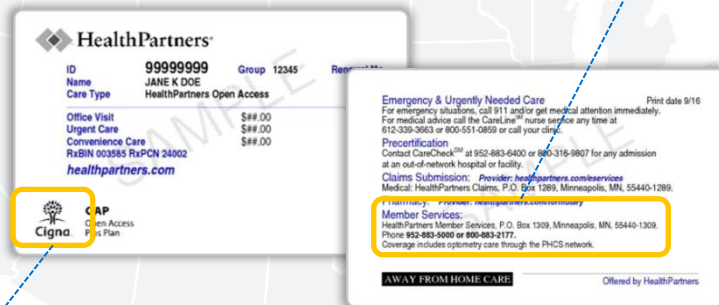 HealthPartners®
ID 99999999 Group 12345
Name JANE K DOE
Care Type HealthPartners Open Access
Office Visit $##.00
Urgent Care $##.00
Convenience Care $##.00
RxBIN 003585 RxPCN 24002
healthpartners.com
SAMPLE
Cigna
OAP
Open Access
Plus Plan
Emergency & Urgently Needed Care Print date 9/16
For emergency situations, call 911 and/or get medical attention immediately.
For medical advice call the CareLine℠ nurse service any time at
612-339-3663 or 800-551-0859 or call your clinic.
Precertification
Contact CareCheck℠ at 952-883-6400 or 800-316-9807 for any admission
at an out-of-network hospital or facility.
Claims Submission: Provider: healthpartners.com/eservices
Medical: HealthPartners Claims, P.O. Box 1289, Minneapolis, MN, 55440-1289.
Pharmacy: Provider: healthpartners.com/formulary
Member Services:
HealthPartners Member Services, P.O. Box 1309, Minneapolis, MN, 55440-1309.
Phone 952-883-5000 or 800-883-2177.
Coverage includes optometry care through the PHCS network.
SAMPLE
AWAY FROM HOME CARE Offered by HealthPartners